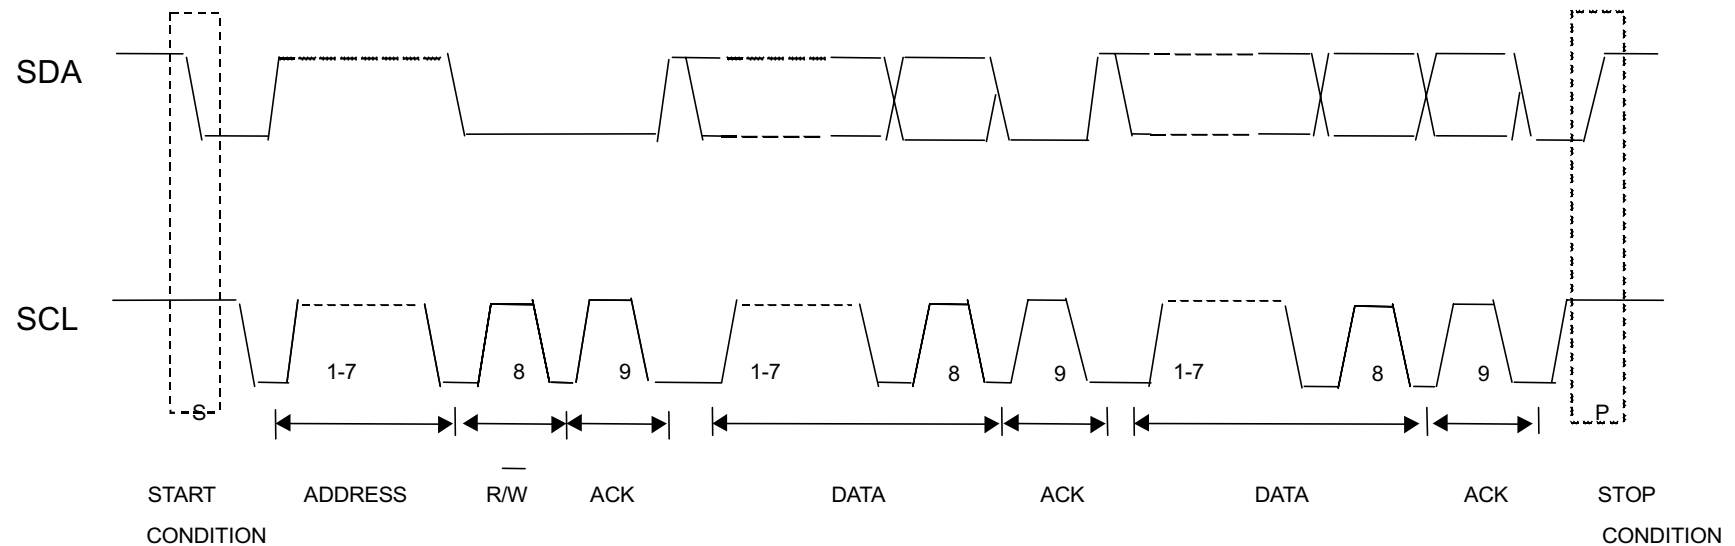 SDA
SCL
1-7 8 9 1-7 8 9 1-7 8 9
S P
START ADDRESS R/W̅ ACK DATA ACK DATA ACK STOP
CONDITION CONDITION